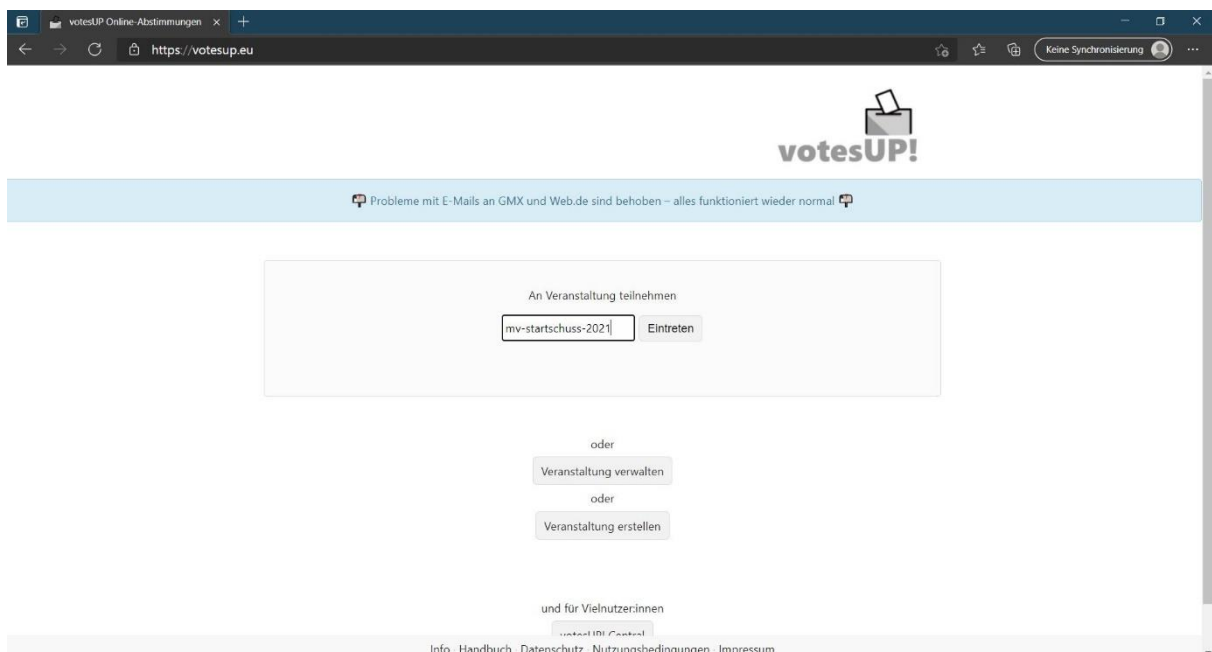 votesUP Online-Abstimmungen
https://votesup.eu
Keine Synchronisierung
votesUP!
Probleme mit E-Mails an GMX und Web.de sind behoben – alles funktioniert wieder normal
An Veranstaltung teilnehmen
mv-startschuss-2021 Eintreten
oder
Veranstaltung verwalten
oder
Veranstaltung erstellen
und für Vielnutzer:innen
votesUP! Central
Info · Handbuch · Datenschutz · Nutzungsbedingungen · Impressum